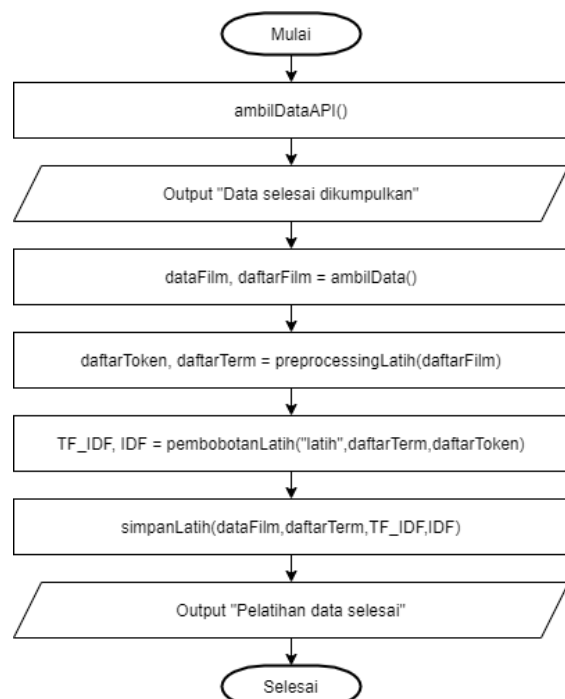 Mulai
ambilDataAPI()
Output "Data selesai dikumpulkan"
dataFilm, daftarFilm = ambilData()
daftarToken, daftarTerm = preprocessingLatih(daftarFilm)
TF_IDF, IDF = pembobotanLatih("latih",daftarTerm,daftarToken)
simpanLatih(dataFilm,daftarTerm,TF_IDF,IDF)
Output "Pelatihan data selesai"
Selesai